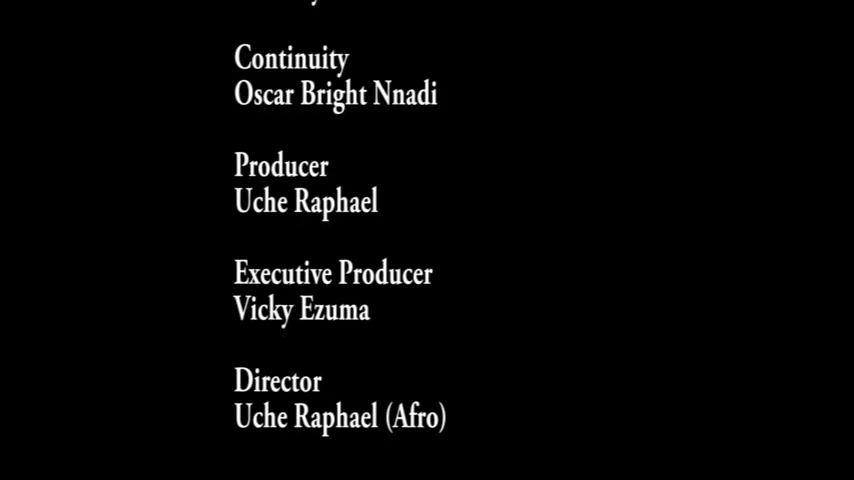 Continuity
Oscar Bright Nnadi
Producer
Uche Raphael
Executive Producer
Vicky Ezuma
Director
Uche Raphael (Afro)